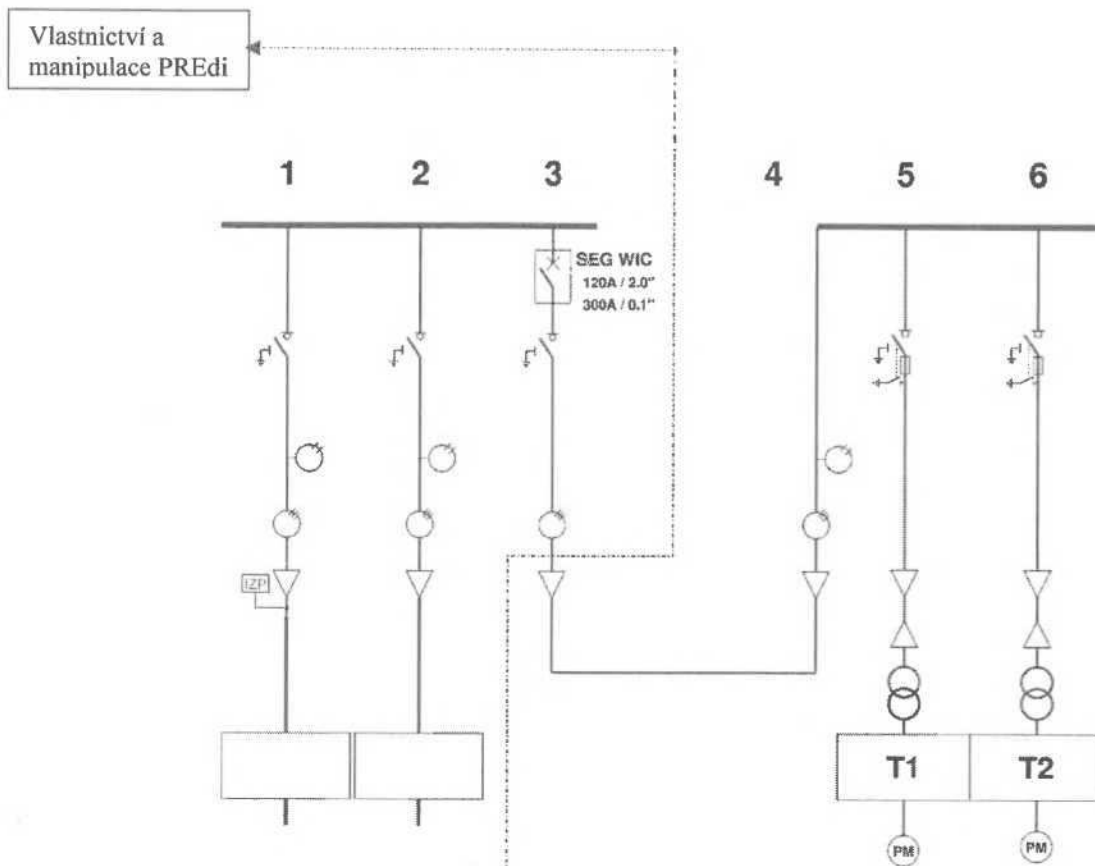 Vlastnictví a
manipulace PREdi
1 2 3 4 5 6
SEG WIC
120A / 2.0"
300A / 0.1"
IZP
T1 T2
PM PM